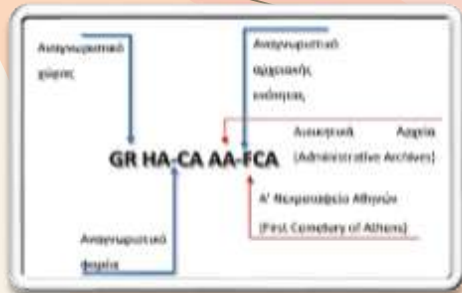 Αναγνωριστικό
χώρας
Αναγνωριστικό
αρχειακής
ενότητας
Διοικητικά Αρχεία
(Administrative Archives)
GR HA-CA AA-FCA
Α' Νεκροταφείο Αθηνών
(First Cemetery of Athens)
Αναγνωριστικό
φορέα